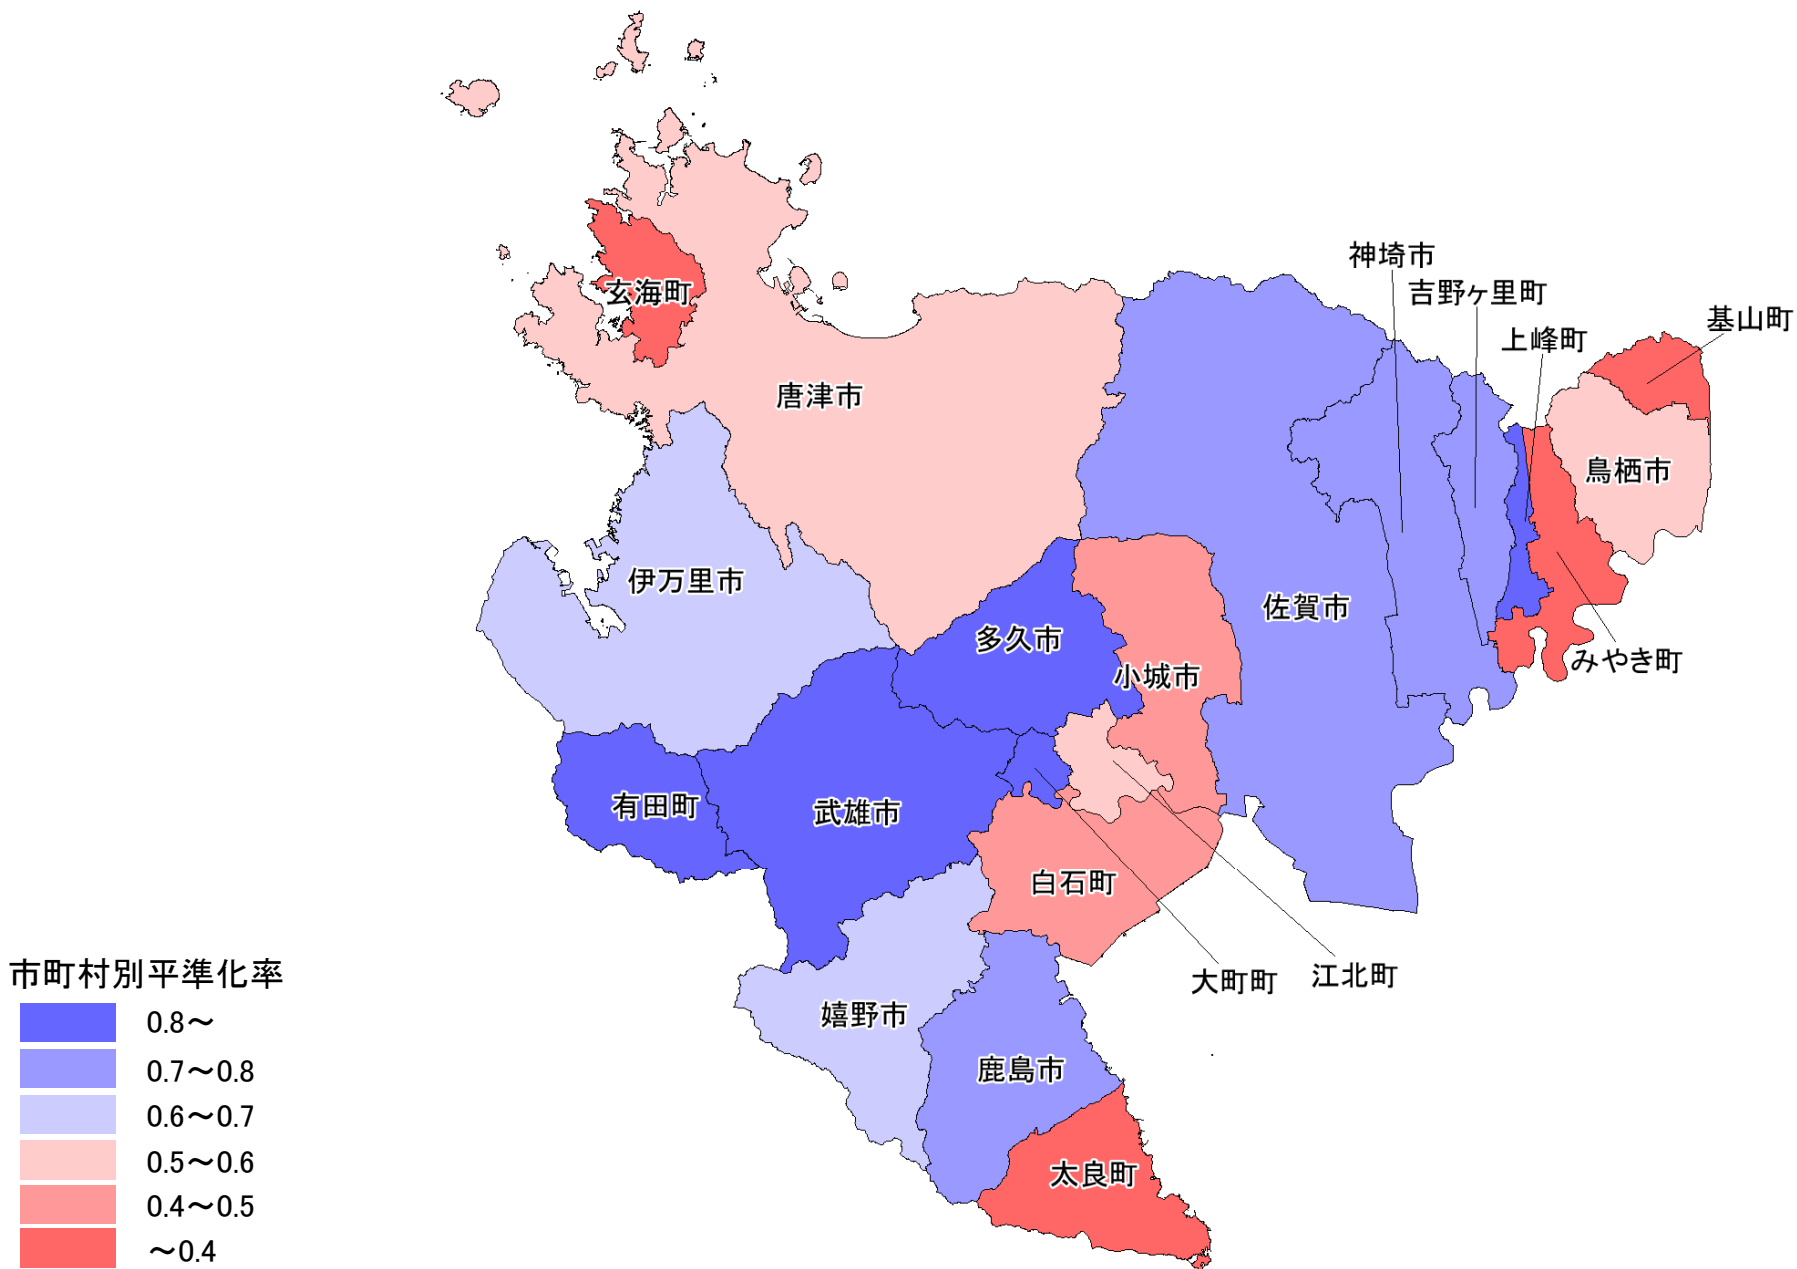 神埼市
吉野ヶ里町
上峰町
基山町
玄海町
唐津市
鳥栖市
伊万里市
佐賀市
多久市
小城市
みやき町
有田町
武雄市
白石町
大町町
江北町
嬉野市
鹿島市
太良町
市町村別平準化率
0.8～
0.7～0.8
0.6～0.7
0.5～0.6
0.4～0.5
～0.4